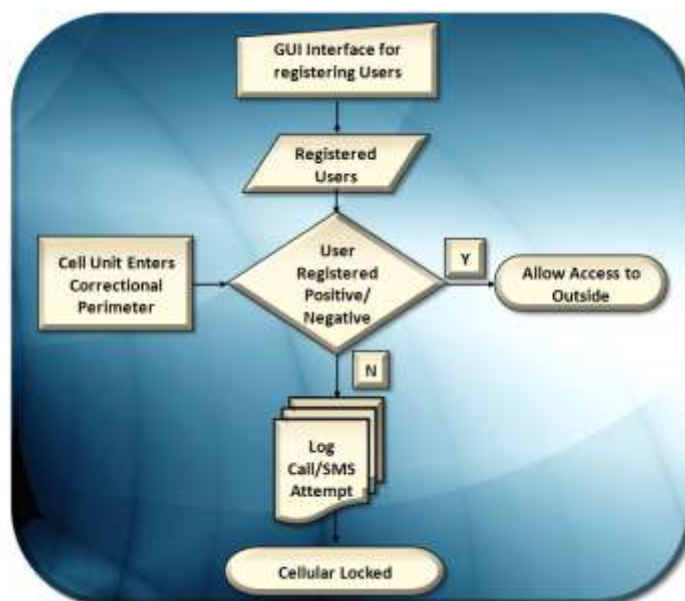 GUI Interface for
registering Users
Registered
Users
Cell Unit Enters
Correctional
Perimeter
User
Registered
Positive/
Negative
Y
Allow Access to
Outside
N
Log
Call/SMS
Attempt
Cellular Locked